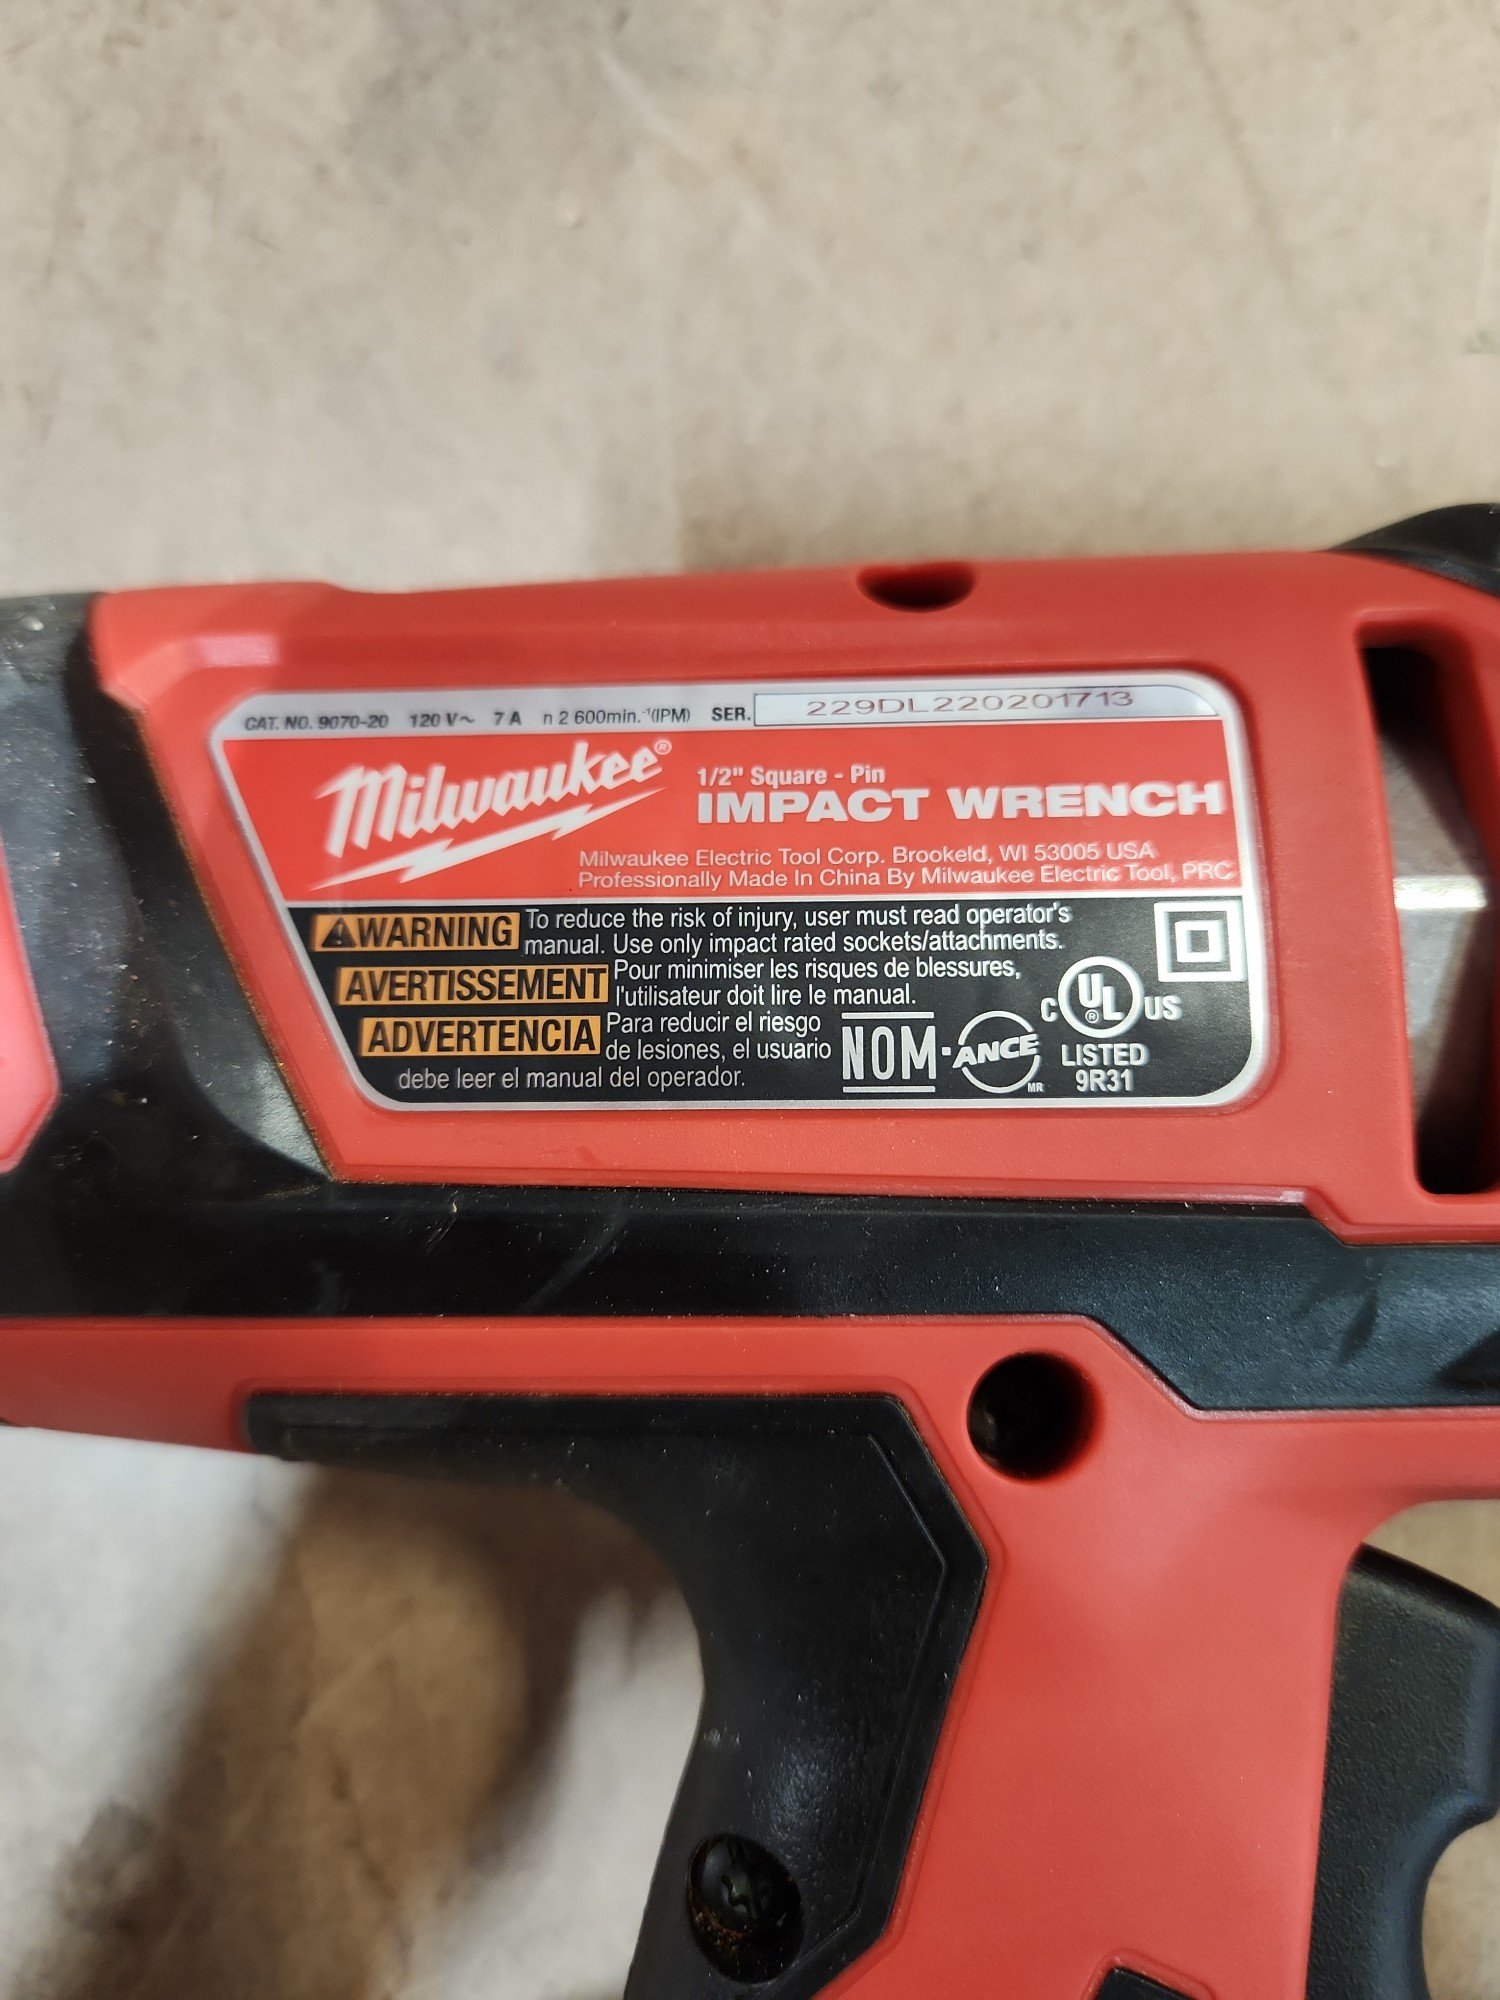 CAT. NO. 9070-20 120 V~ 7 A n 2 600min.⁻¹(IPM) SER. 229DL220201713
Milwaukee®
1/2" Square - Pin
IMPACT WRENCH
Milwaukee Electric Tool Corp. Brookeld, WI 53005 USA
Professionally Made In China By Milwaukee Electric Tool, PRC
WARNING To reduce the risk of injury, user must read operator's
manual. Use only impact rated sockets/attachments.
AVERTISSEMENT Pour minimiser les risques de blessures,
l'utilisateur doit lire le manual.
ADVERTENCIA Para reducir el riesgo
de lesiones, el usuario
debe leer el manual del operador.
NOM-ANCE MR
C UL® US
LISTED
9R31